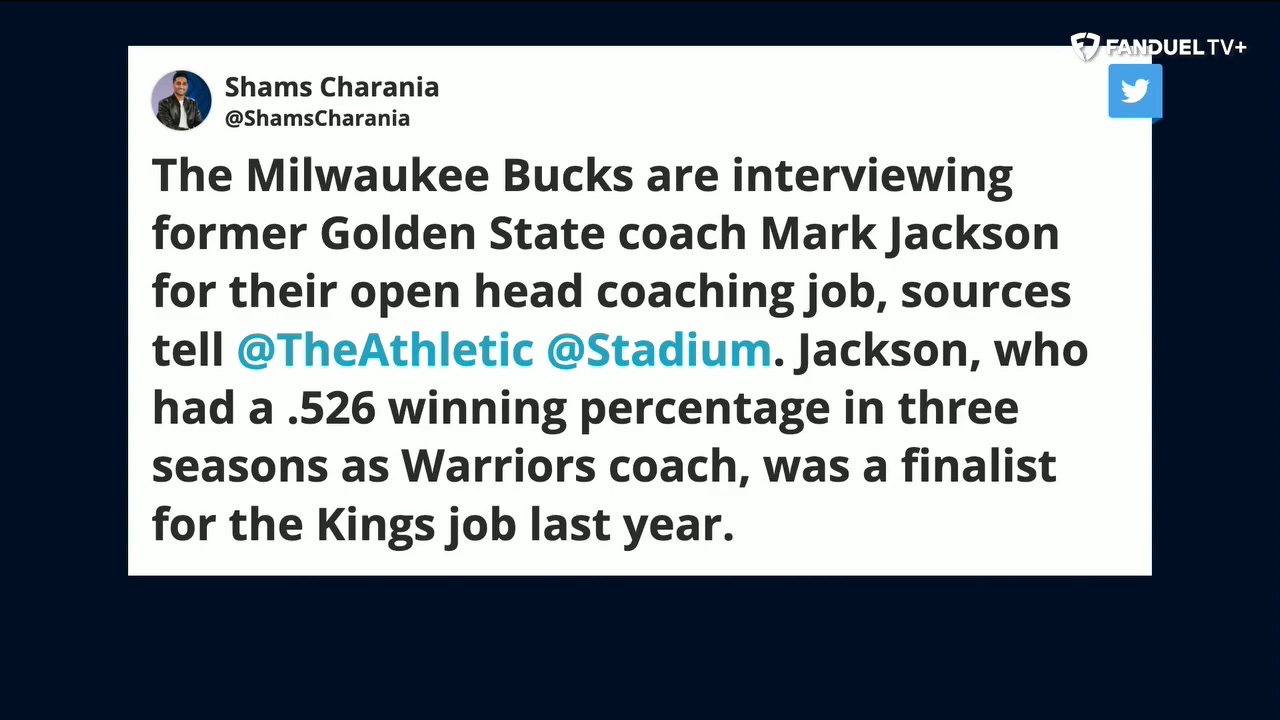 FANDUEL TV+
Shams Charania
@ShamsCharania
The Milwaukee Bucks are interviewing
former Golden State coach Mark Jackson
for their open head coaching job, sources
tell @TheAthletic @Stadium. Jackson, who
had a .526 winning percentage in three
seasons as Warriors coach, was a finalist
for the Kings job last year.